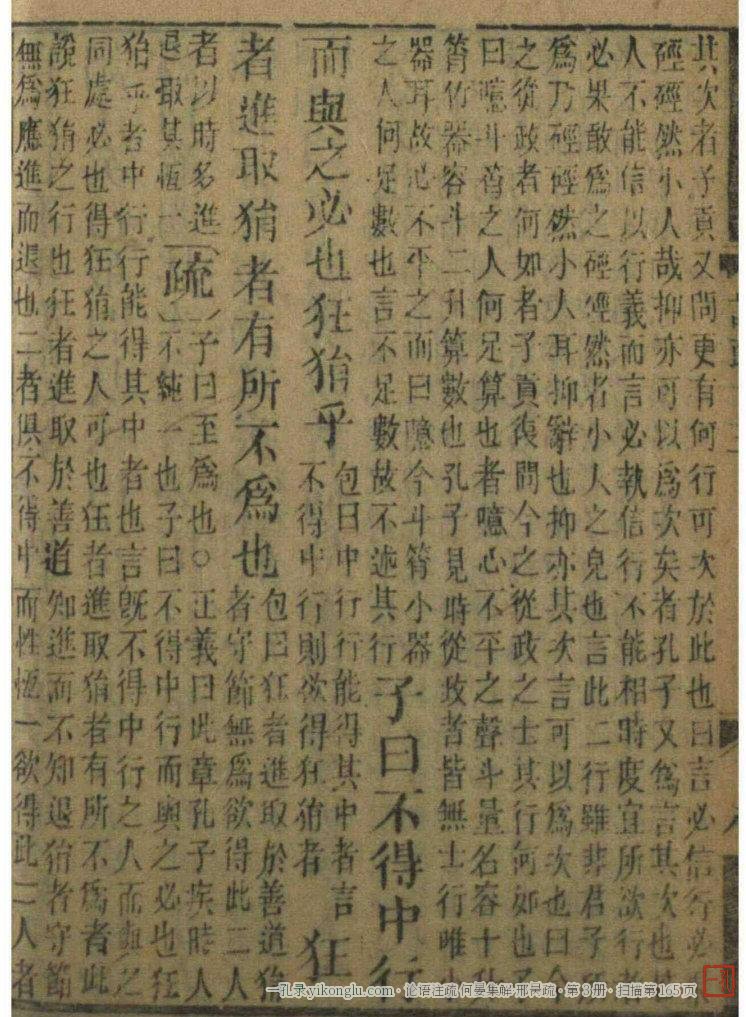 其次者子貢又問更有何行可次於此也曰言必信行必
硜硜然小人哉抑亦可以爲次矣者孔子又爲言其次也
人不能信以行義而言必執信行不能相時度宜所欲行者
必果敢爲之硜硜然者小人之皃也言此二行雖非君子
爲乃硜硜然小人耳抑辭也抑亦其次言可以爲次也曰今
之從政者何如者子貢復問今之從政之士其行何如也
曰噫斗筲之人何足算也者噫心不平之聲斗量名容十
筲竹器容斗二升算數也孔子見時從政者皆無士行唯
器耳故心不平之而曰噫今斗筲小器
之人何足數也言不足數故不述其行
子曰不得中行
而與之必也狂狷乎
包曰中行行能得其中者言
不得中行則欲得狂狷者
狂
者進取狷者有所不爲也
包曰狂者進取於善道狷
者守節無爲欲得此二人
者以時多進
退取其恆一
疏
子曰至爲也○正義曰此章孔子疾時人
不純一也子曰不得中行而與之必也狂
狷乎者中行行能得其中者也言旣不得中行之人而與之
同處必也得狂狷之人可也狂者進取狷者有所不爲者此
說狂狷之行也狂者進取於善道知進而不知退狷者守節
無爲應進而退也二者俱不得中而性恆一欲得此二人者
一孔录yikonglu.com · 论语注疏.何晏集解.邢昺疏 · 第3册 · 扫描第165页